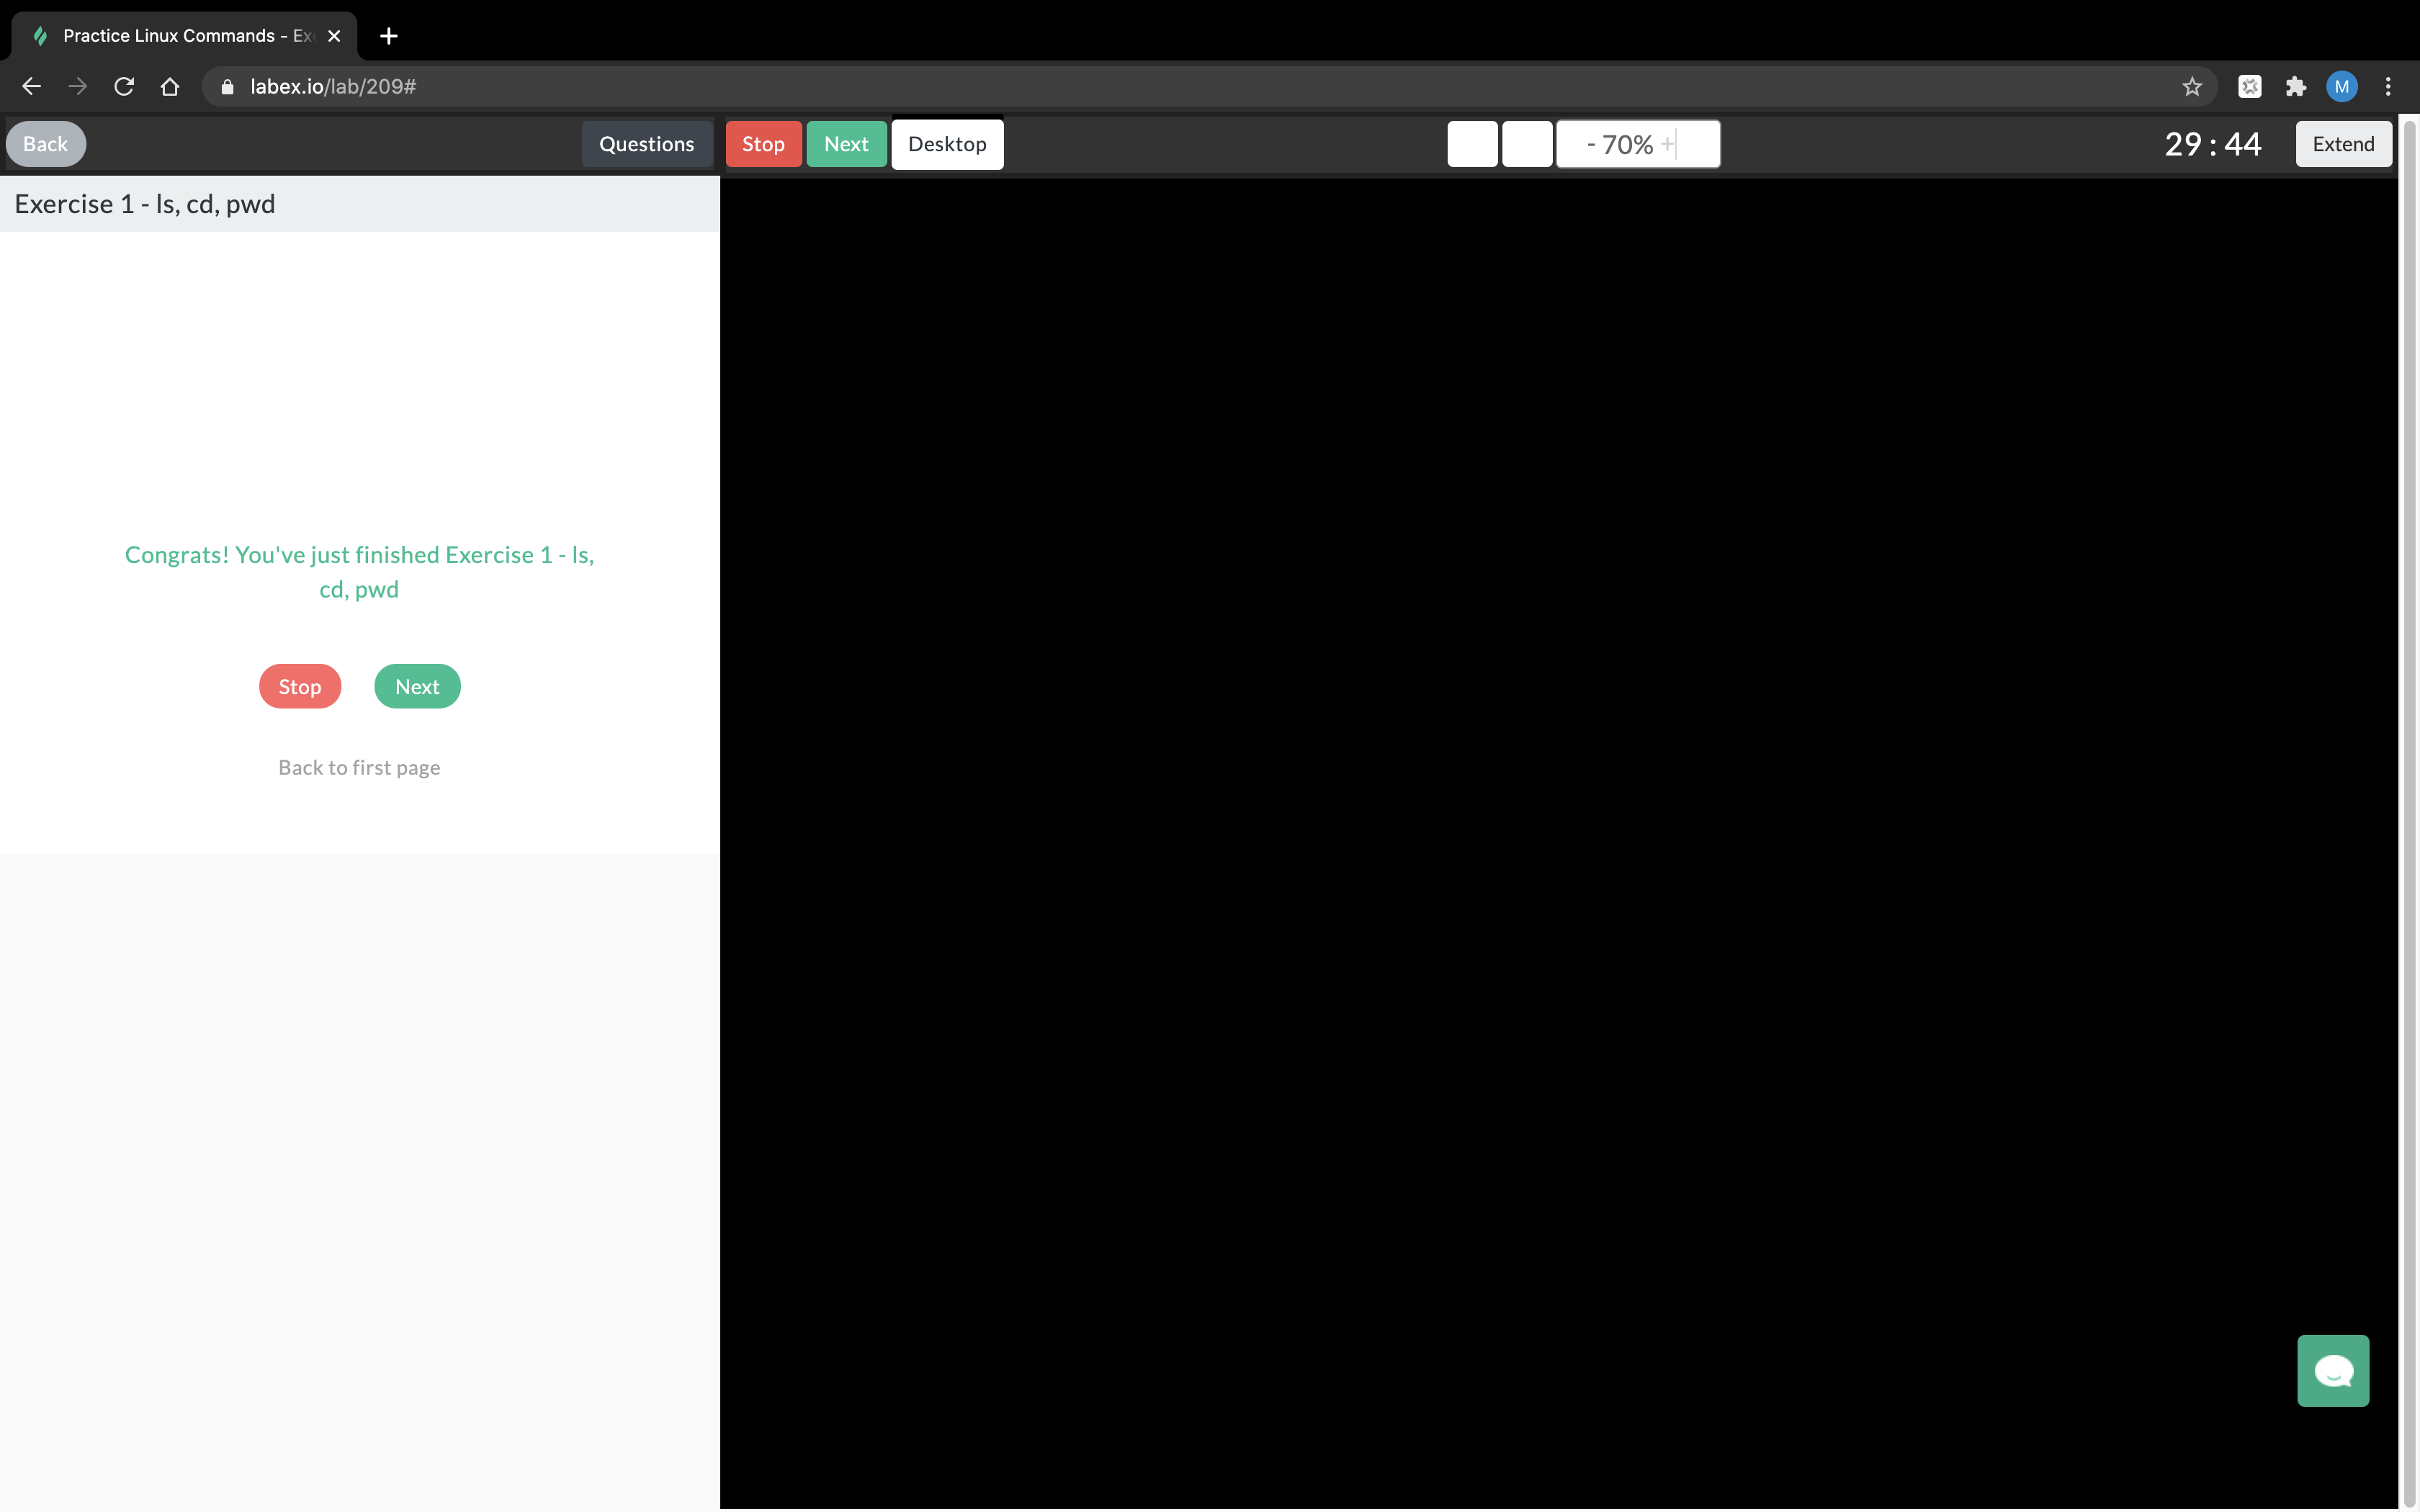 Practice Linux Commands - Ex
labex.io/lab/209#
M
Back
Questions
Stop
Next
Desktop
- 70% +
29 : 44
Extend
Exercise 1 - ls, cd, pwd
Congrats! You've just finished Exercise 1 - ls,
cd, pwd
Stop
Next
Back to first page